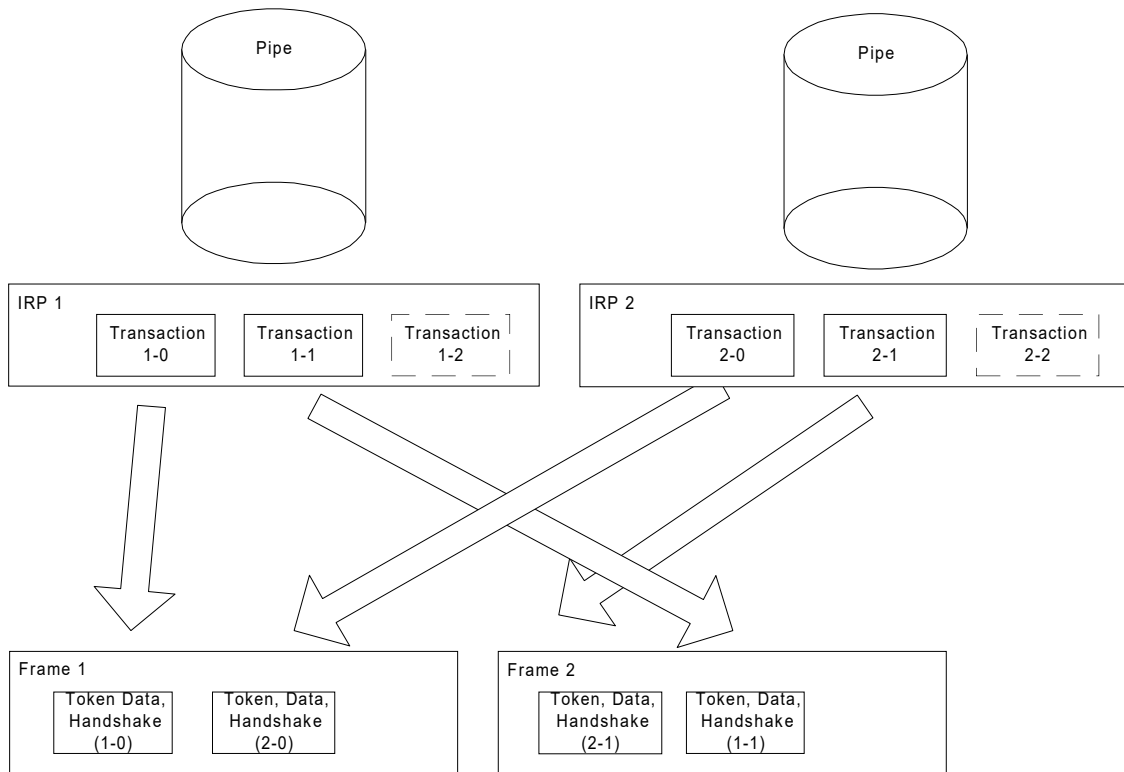 Pipe
Pipe
IRP 1
Transaction
1-0
Transaction
1-1
Transaction
1-2
IRP 2
Transaction
2-0
Transaction
2-1
Transaction
2-2
Frame 1
Token Data,
Handshake
(1-0)
Token, Data,
Handshake
(2-0)
Frame 2
Token, Data,
Handshake
(2-1)
Token, Data,
Handshake
(1-1)